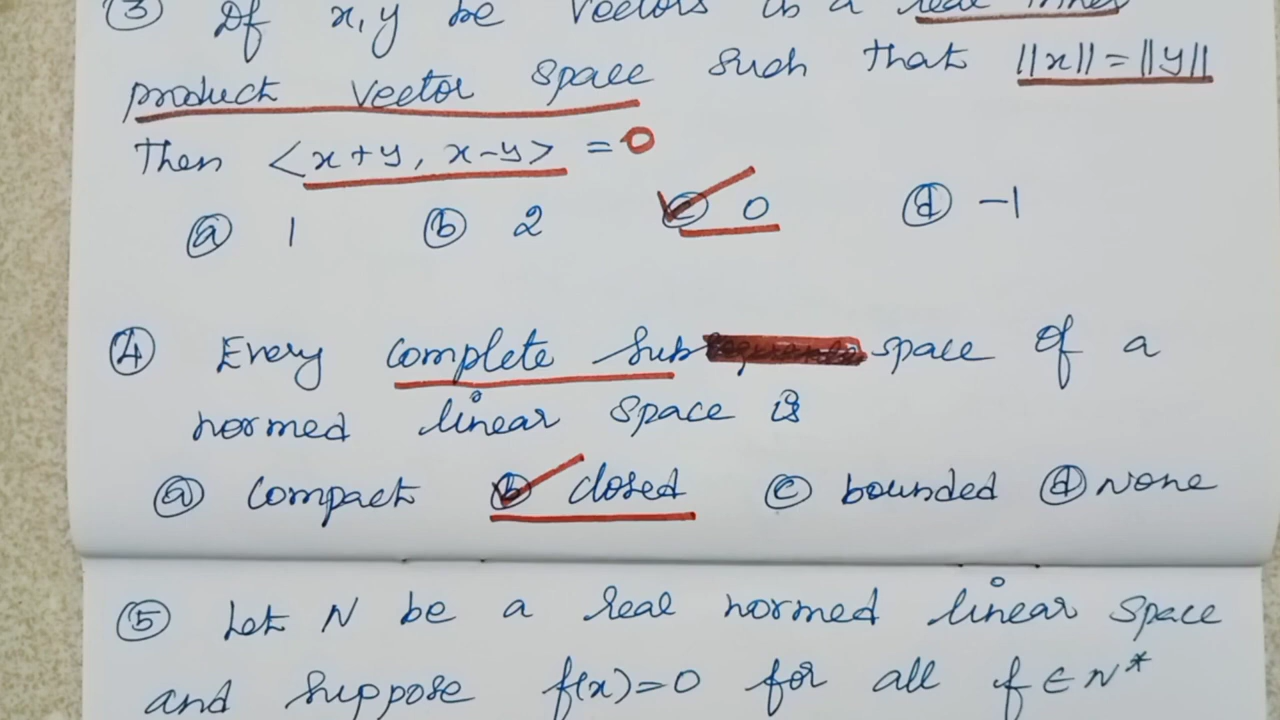 ③ If x, y be vectors in a real inner
product vector space such that ||x|| = ||y||
Then <x+y, x-y> = 0
ⓐ 1 ⓑ 2 ⓒ 0 ⓓ -1
④ Every complete sub space of a
normed linear space is
ⓐ compact ⓑ closed ⓒ bounded ⓓ None
⑤ Let N be a real normed linear space
and suppose f(x)=0 for all f ∈ N*